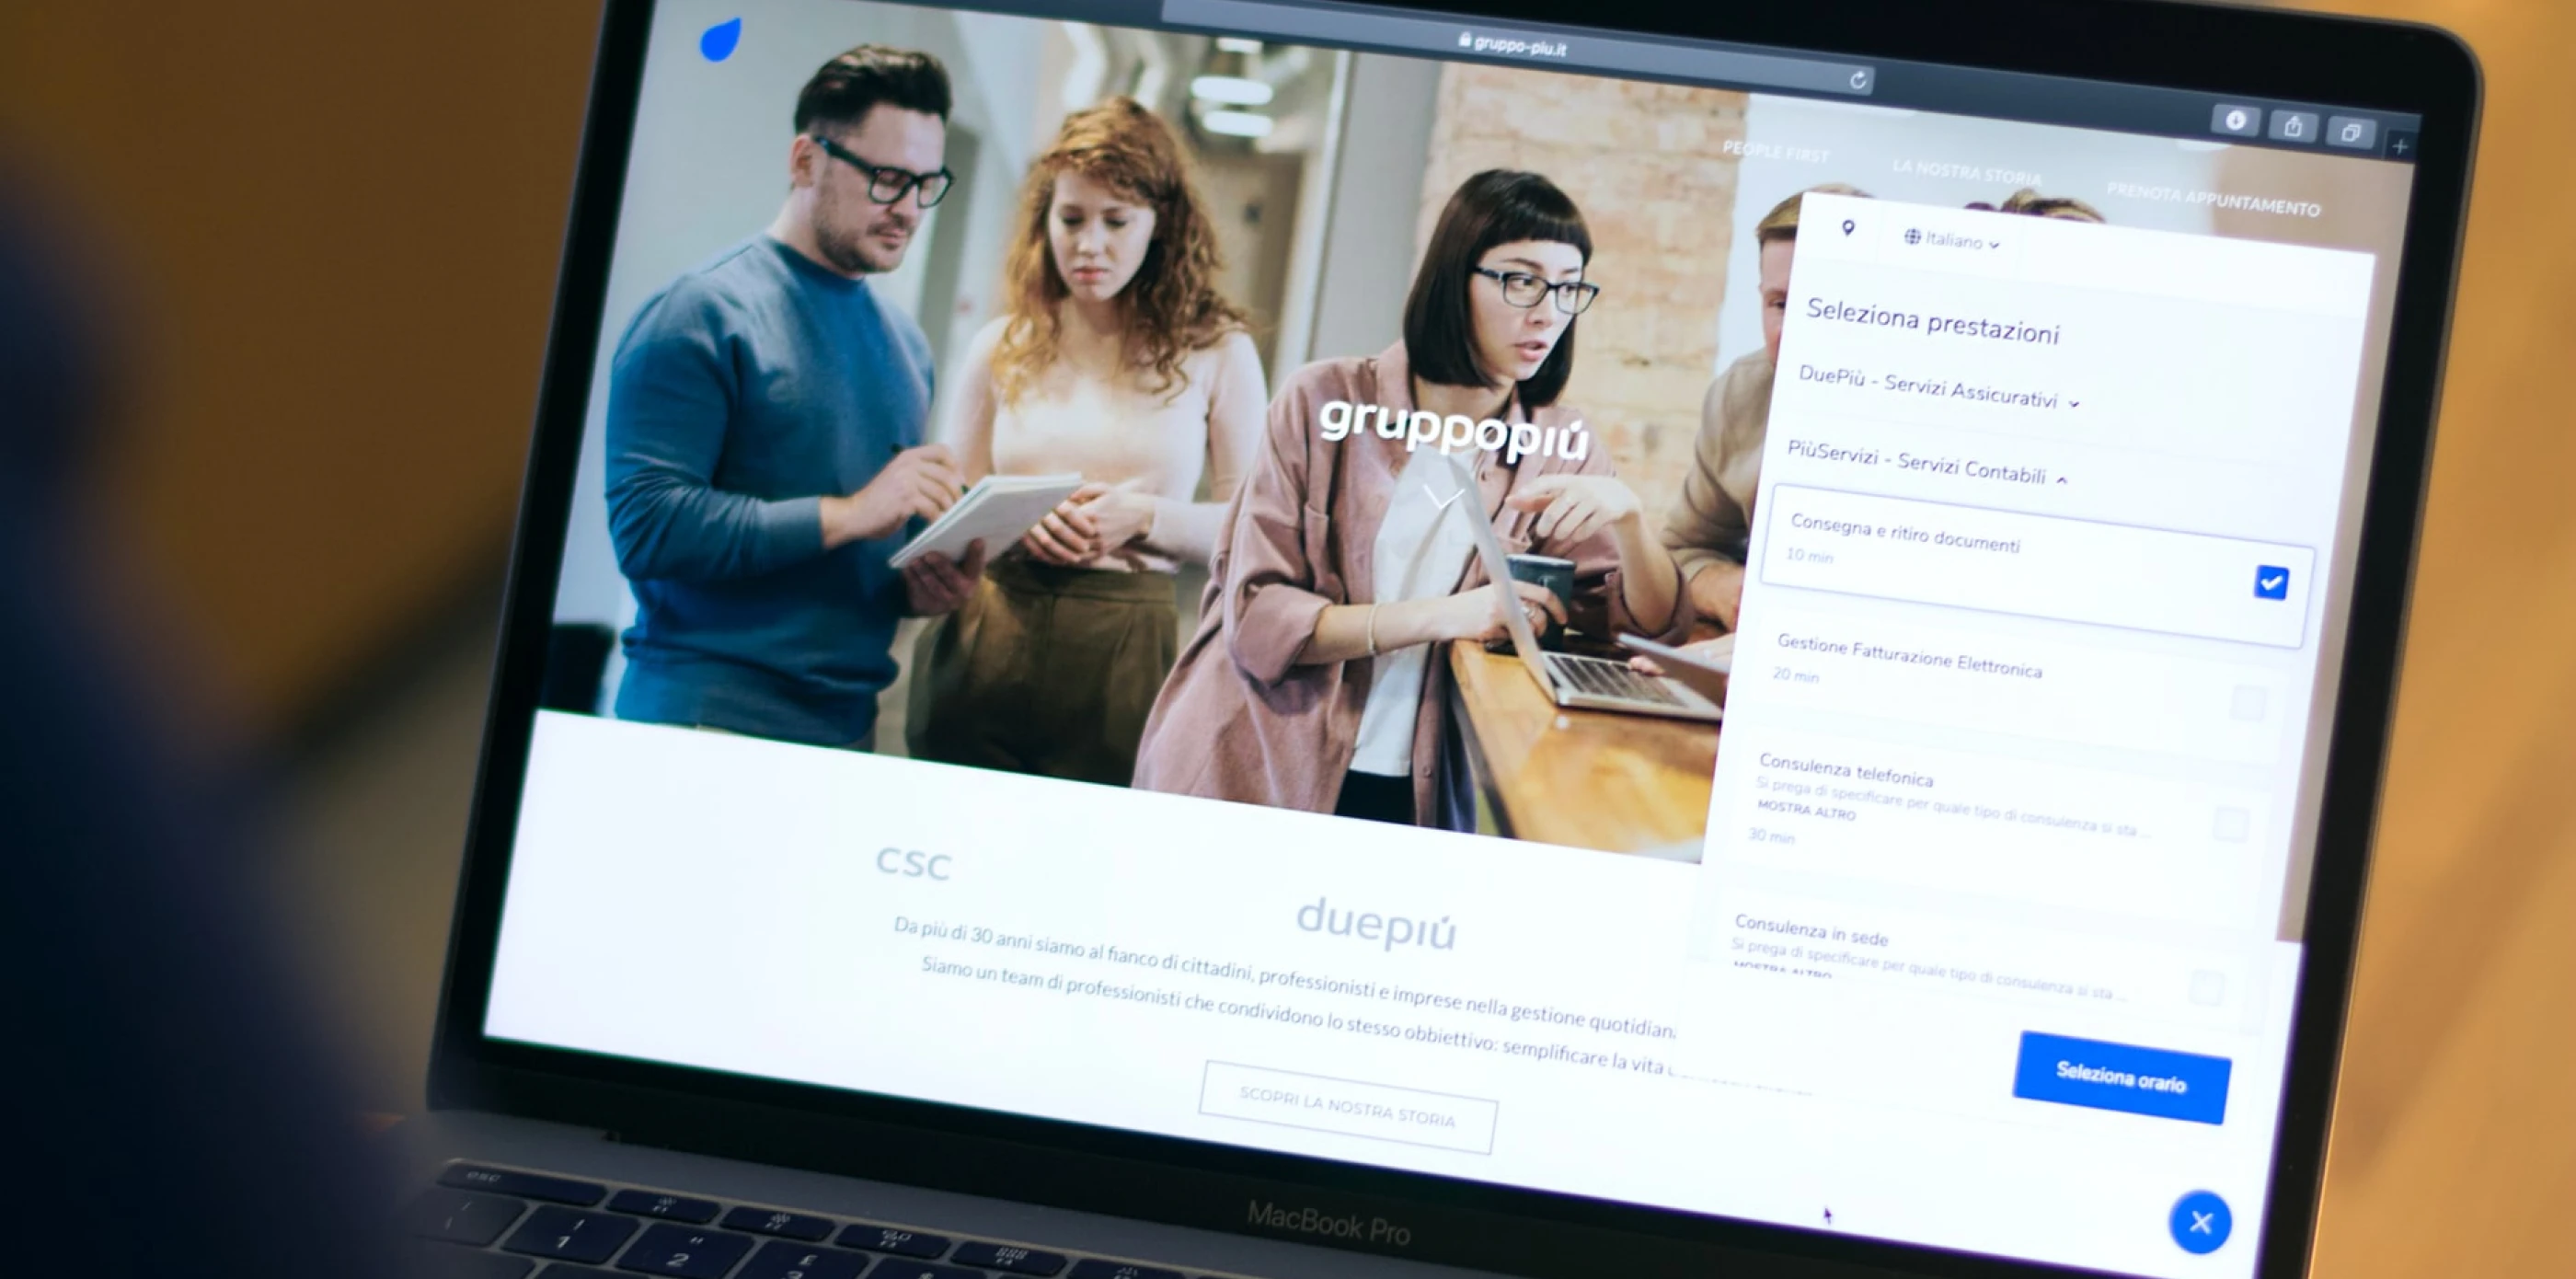 gruppo-piu.it
PEOPLE FIRST
LA NOSTRA STORIA
PRENOTA APPUNTAMENTO
gruppopiú
Italiano
Seleziona prestazioni
DuePiù - Servizi Assicurativi
PiùServizi - Servizi Contabili
Consegna e ritiro documenti
10 min
Gestione Fatturazione Elettronica
20 min
Consulenza telefonica
Si prega di specificare per quale tipo di consulenza si sta ...
MOSTRA ALTRO
30 min
Consulenza in sede
Si prega di specificare per quale tipo di consulenza si sta ...
MOSTRA ALTRO
Seleziona orario
csc
duepiú
Da più di 30 anni siamo al fianco di cittadini, professionisti e imprese nella gestione quotidian
Siamo un team di professionisti che condividono lo stesso obbiettivo: semplificare la vita
SCOPRI LA NOSTRA STORIA
MacBook Pro
esc
! 1
" 2
£ 3